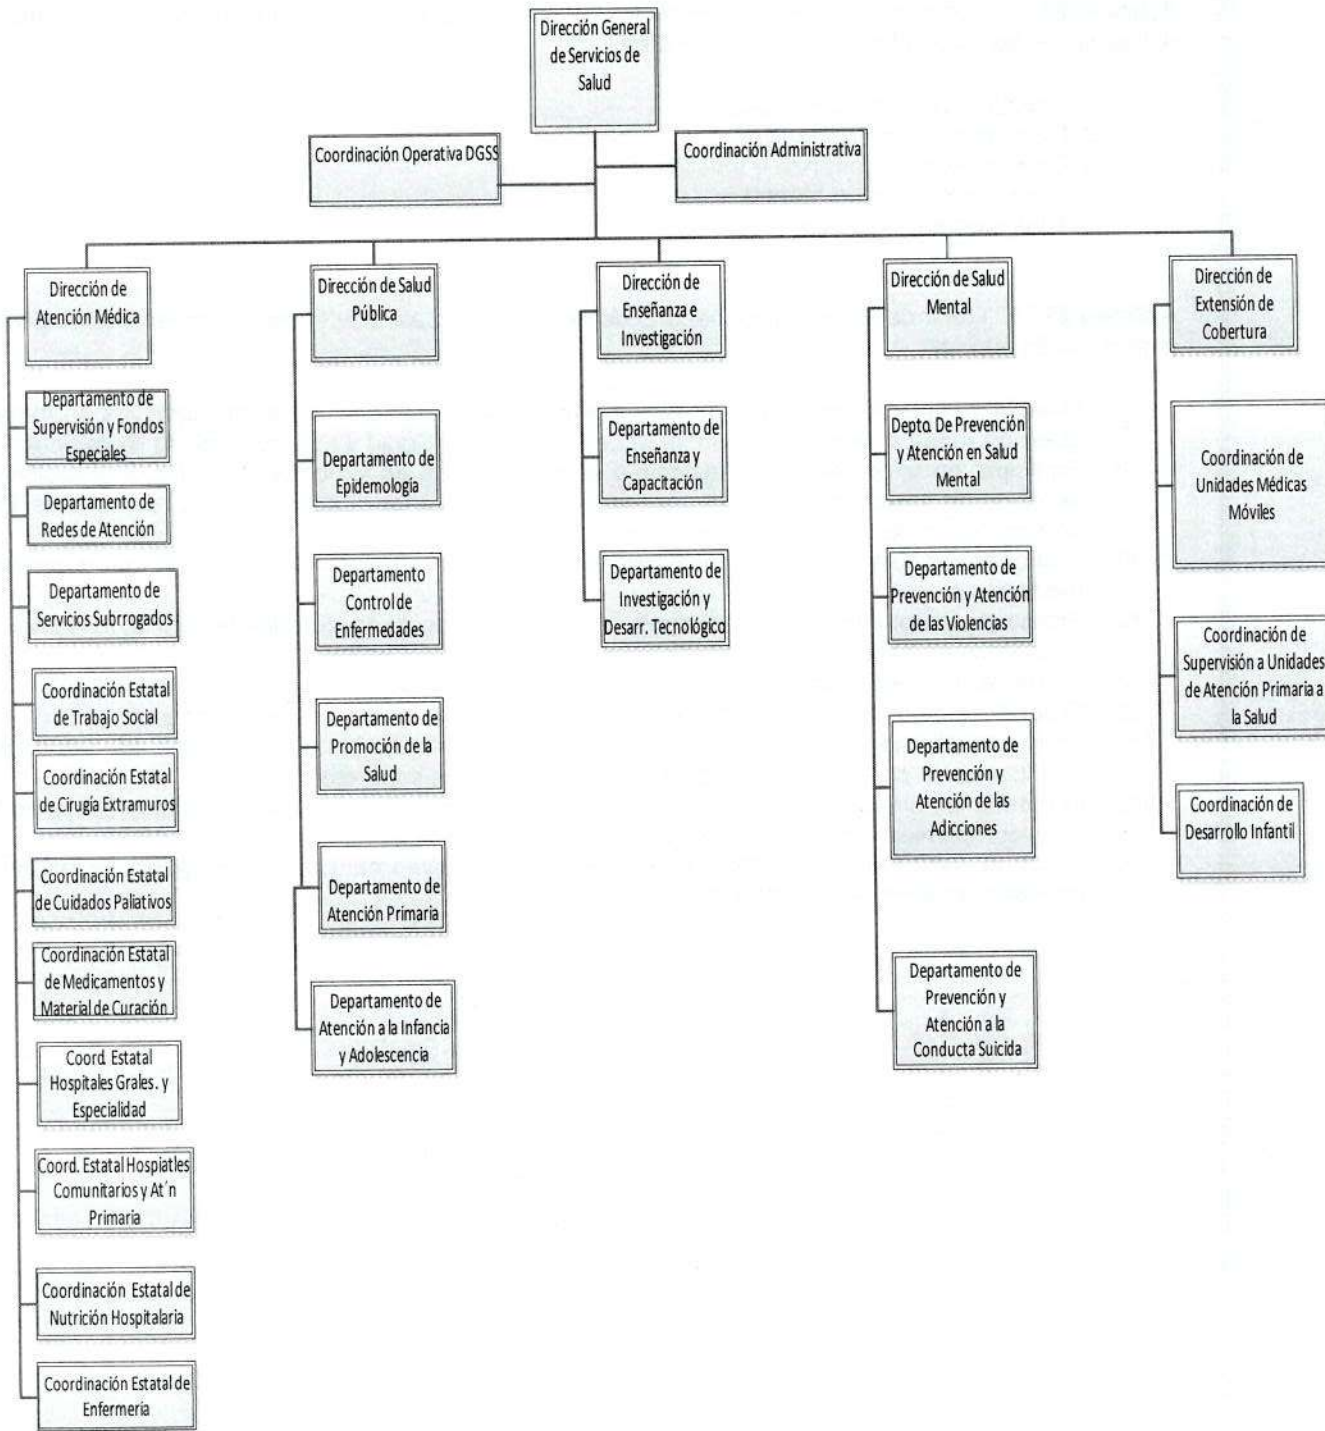 Dirección General
de Servicios de
Salud
Coordinación Operativa DGSS
Coordinación Administrativa
Dirección de
Atención Médica
Departamento de
Supervisión y Fondos
Especiales
Departamento de
Redes de Atención
Departamento de
Servicios Subrrogados
Coordinación Estatal
de Trabajo Social
Coordinación Estatal
de Cirugía Extramuros
Coordinación Estatal
de Cuidados Paliativos
Coordinación Estatal
de Medicamentos y
Material de Curación
Coord. Estatal
Hospitales Grales. y
Especialidad
Coord. Estatal Hospiatles
Comunitarios y At´n
Primaria
Coordinación Estatal de
Nutrición Hospitalaria
Coordinación Estatal de
Enfermería
Dirección de Salud
Pública
Departamento de
Epidemología
Departamento
Control de
Enfermedades
Departamento de
Promoción de la
Salud
Departamento de
Atención Primaria
Departamento de
Atención a la Infancia
y Adolescencia
Dirección de
Enseñanza e
Investigación
Departamento de
Enseñanza y
Capacitación
Departamento de
Investigación y
Desarr. Tecnológico
Dirección de Salud
Mental
Depto. De Prevención
y Atención en Salud
Mental
Departamento de
Prevención y Atención
de las Violencias
Departamento de
Prevención y
Atención de las
Adicciones
Departamento de
Prevención y
Atención a la
Conducta Suicida
Dirección de
Extensión de
Cobertura
Coordinación de
Unidades Médicas
Móviles
Coordinación de
Supervisión a Unidades
de Atención Primaria a
la Salud
Coordinación de
Desarrollo Infantil